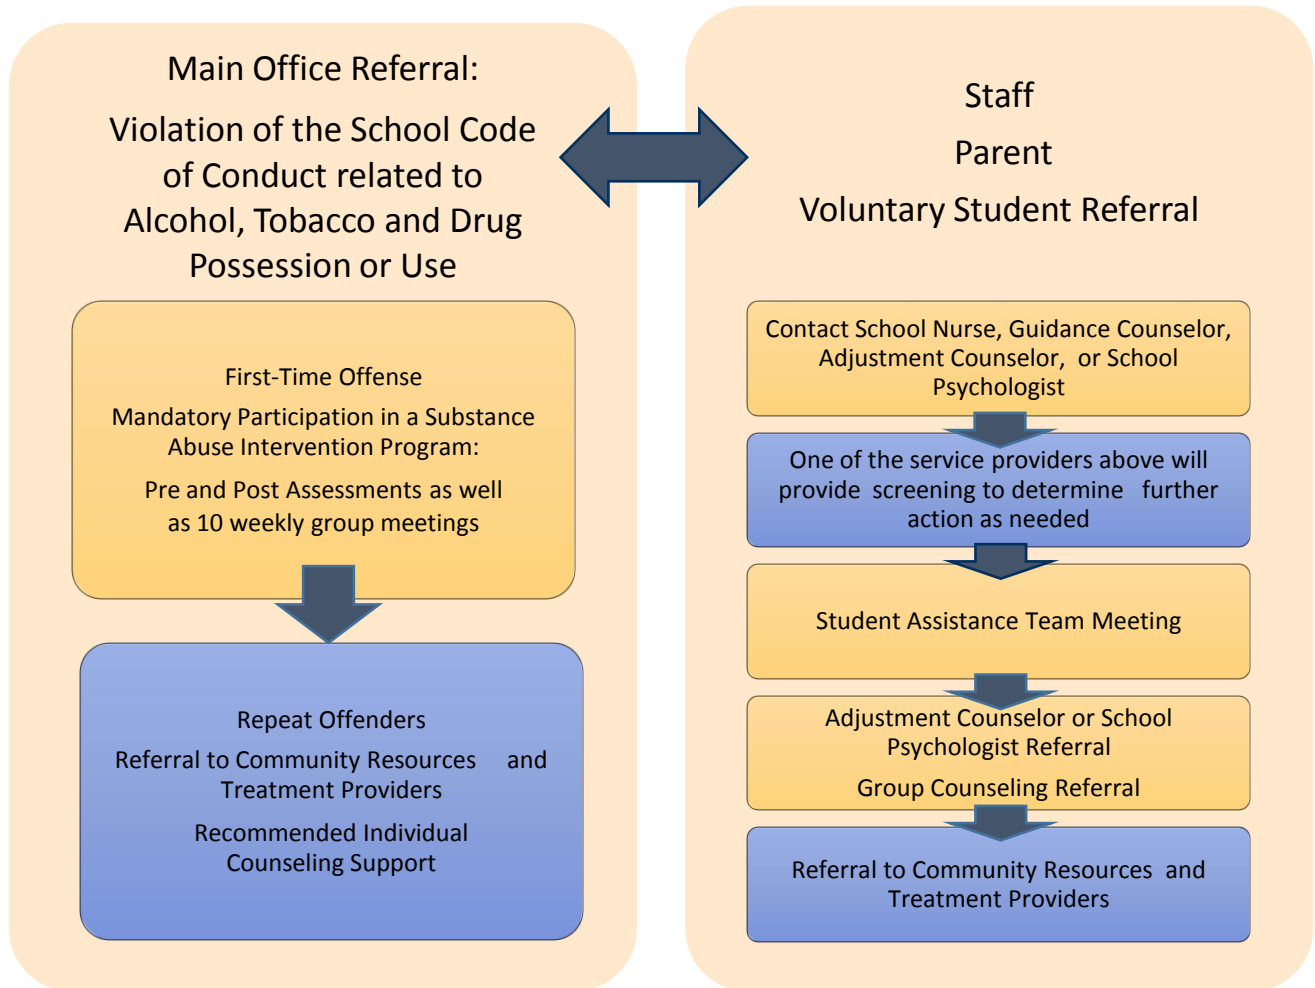 Main Office Referral:
Violation of the School Code
of Conduct related to
Alcohol, Tobacco and Drug
Possession or Use
First-Time Offense
Mandatory Participation in a Substance
Abuse Intervention Program:
Pre and Post Assessments as well
as 10 weekly group meetings
Repeat Offenders
Referral to Community Resources and
Treatment Providers
Recommended Individual
Counseling Support
Staff
Parent
Voluntary Student Referral
Contact School Nurse, Guidance Counselor,
Adjustment Counselor, or School
Psychologist
One of the service providers above will
provide screening to determine further
action as needed
Student Assistance Team Meeting
Adjustment Counselor or School
Psychologist Referral
Group Counseling Referral
Referral to Community Resources and
Treatment Providers